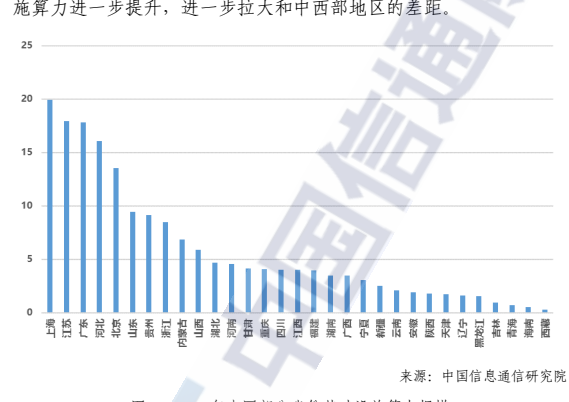 施算力进一步提升，进一步拉大和中西部地区的差距。
25
20
15
10
5
0
上海 江苏 广东 河北 北京 山东 贵州 浙江 内蒙古 山西 湖北 河南 甘肃 重庆 四川 江西 福建 湖南 广西 宁夏 新疆 云南 安徽 陕西 天津 辽宁 黑龙江 吉林 青海 海南 西藏
来源：中国信息通信研究院
中国信通